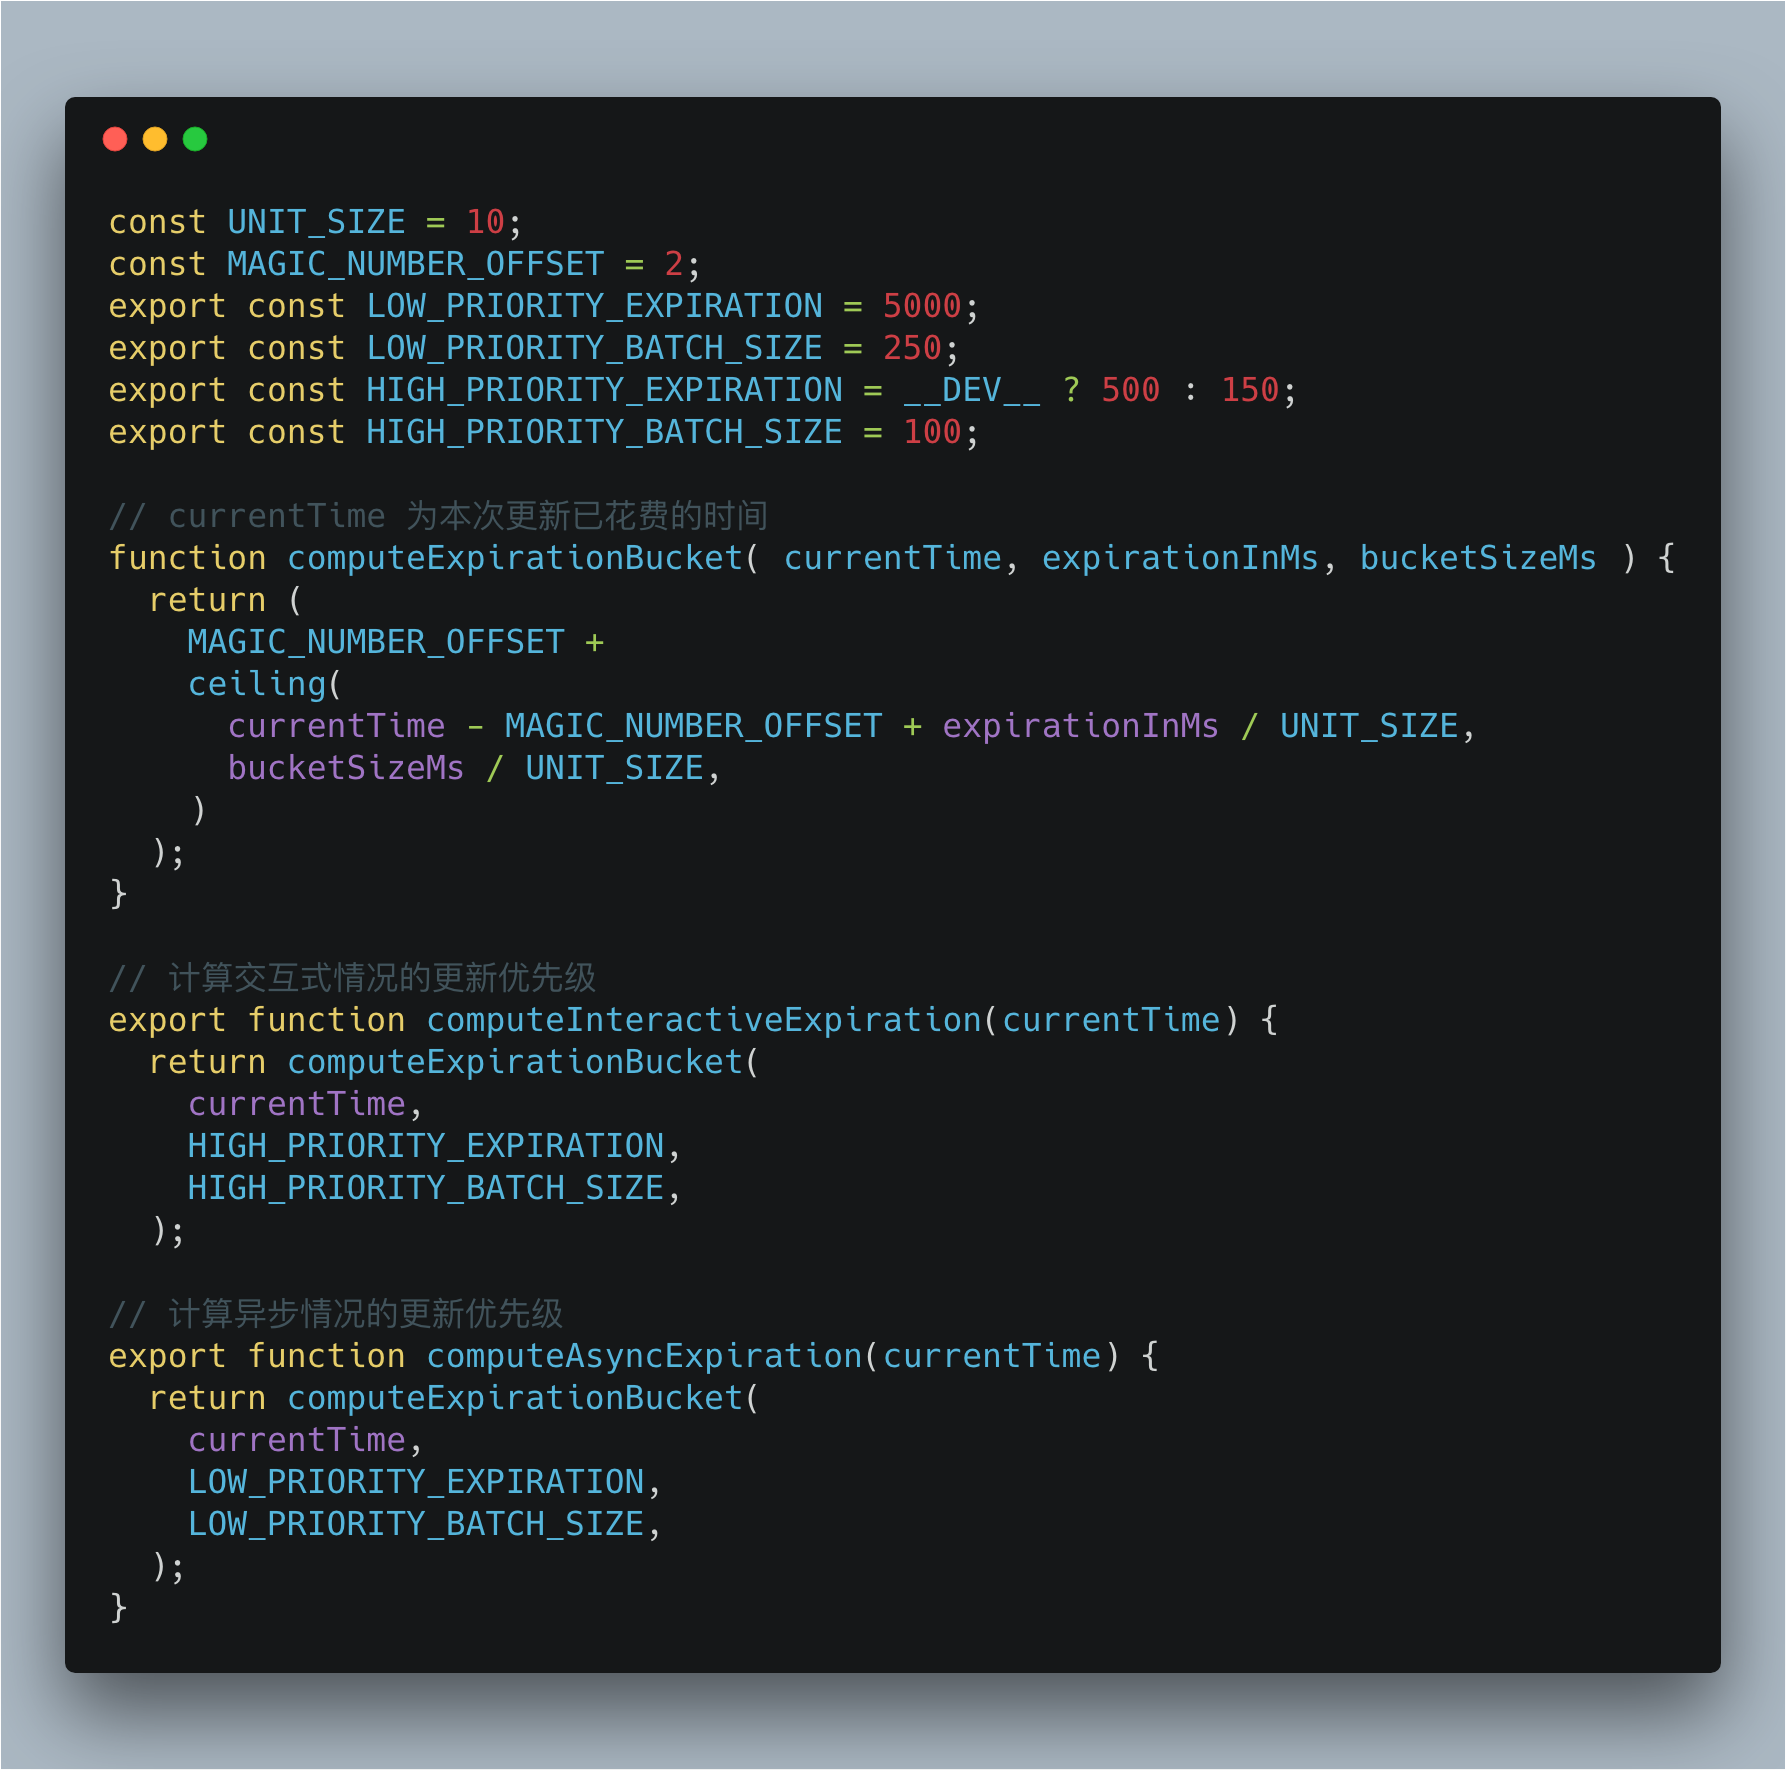 const UNIT_SIZE = 10;
const MAGIC_NUMBER_OFFSET = 2;
export const LOW_PRIORITY_EXPIRATION = 5000;
export const LOW_PRIORITY_BATCH_SIZE = 250;
export const HIGH_PRIORITY_EXPIRATION = __DEV__ ? 500 : 150;
export const HIGH_PRIORITY_BATCH_SIZE = 100;
// currentTime 为本次更新已花费的时间
function computeExpirationBucket( currentTime, expirationInMs, bucketSizeMs ) {
  return (
    MAGIC_NUMBER_OFFSET +
    ceiling(
      currentTime - MAGIC_NUMBER_OFFSET + expirationInMs / UNIT_SIZE,
      bucketSizeMs / UNIT_SIZE,
    )
  );
}
// 计算交互式情况的更新优先级
export function computeInteractiveExpiration(currentTime) {
  return computeExpirationBucket(
    currentTime,
    HIGH_PRIORITY_EXPIRATION,
    HIGH_PRIORITY_BATCH_SIZE,
  );
// 计算异步情况的更新优先级
export function computeAsyncExpiration(currentTime) {
  return computeExpirationBucket(
    currentTime,
    LOW_PRIORITY_EXPIRATION,
    LOW_PRIORITY_BATCH_SIZE,
  );
}